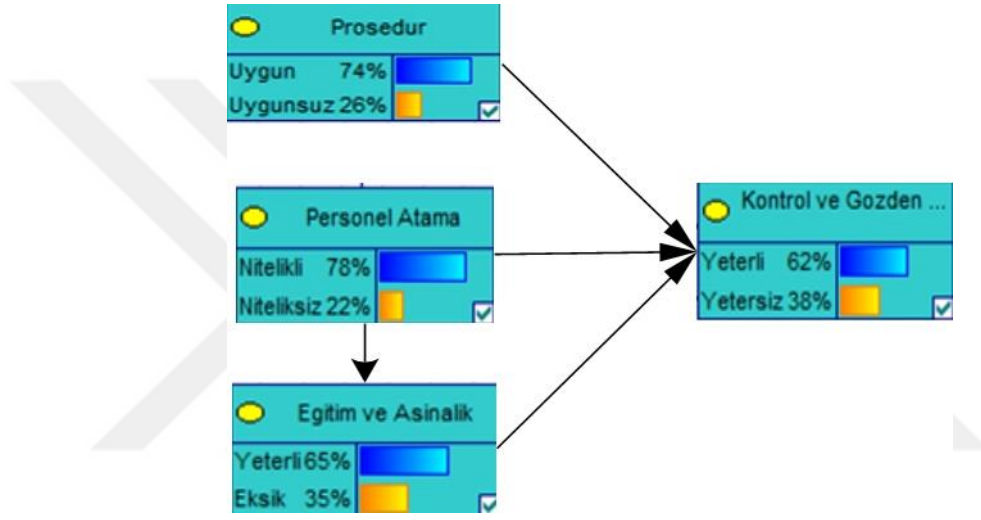 Prosedur
Uygun 74%
Uygunsuz 26%
Personel Atama
Nitelikli 78%
Niteliksiz 22%
Egitim ve Asinalik
Yeterli 65%
Eksik 35%
Kontrol ve Gozden ...
Yeterli 62%
Yetersiz 38%